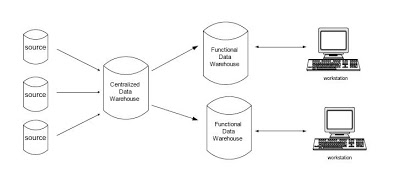 source
source
source
Centralized
Data
Warehouse
Functional
Data
Warehouse
Functional
Data
Warehouse
workstation
workstation